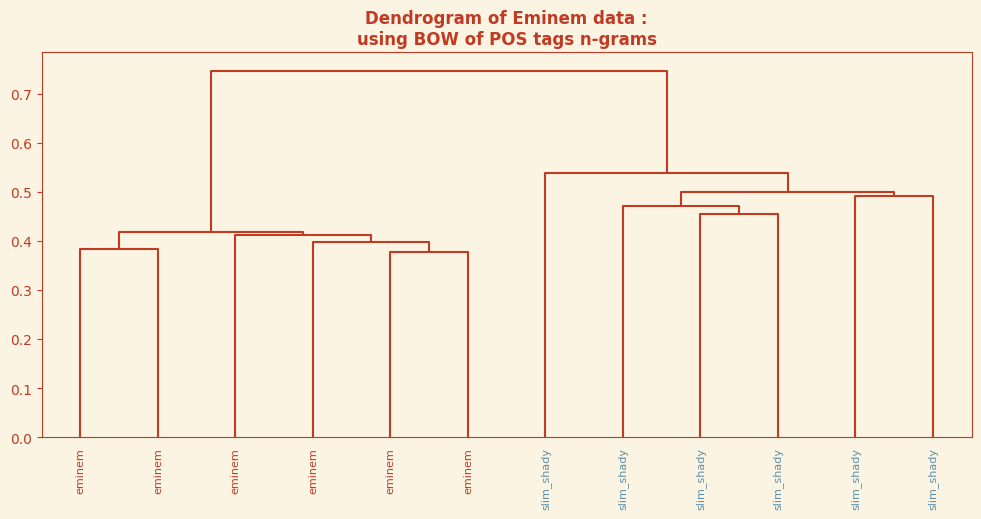 Dendrogram of Eminem data :
using BOW of POS tags n-grams
0.7
0.6
0.5
0.4
0.3
0.2
0.1
0.0
eminem
eminem
eminem
eminem
eminem
eminem
slim_shady
slim_shady
slim_shady
slim_shady
slim_shady
slim_shady